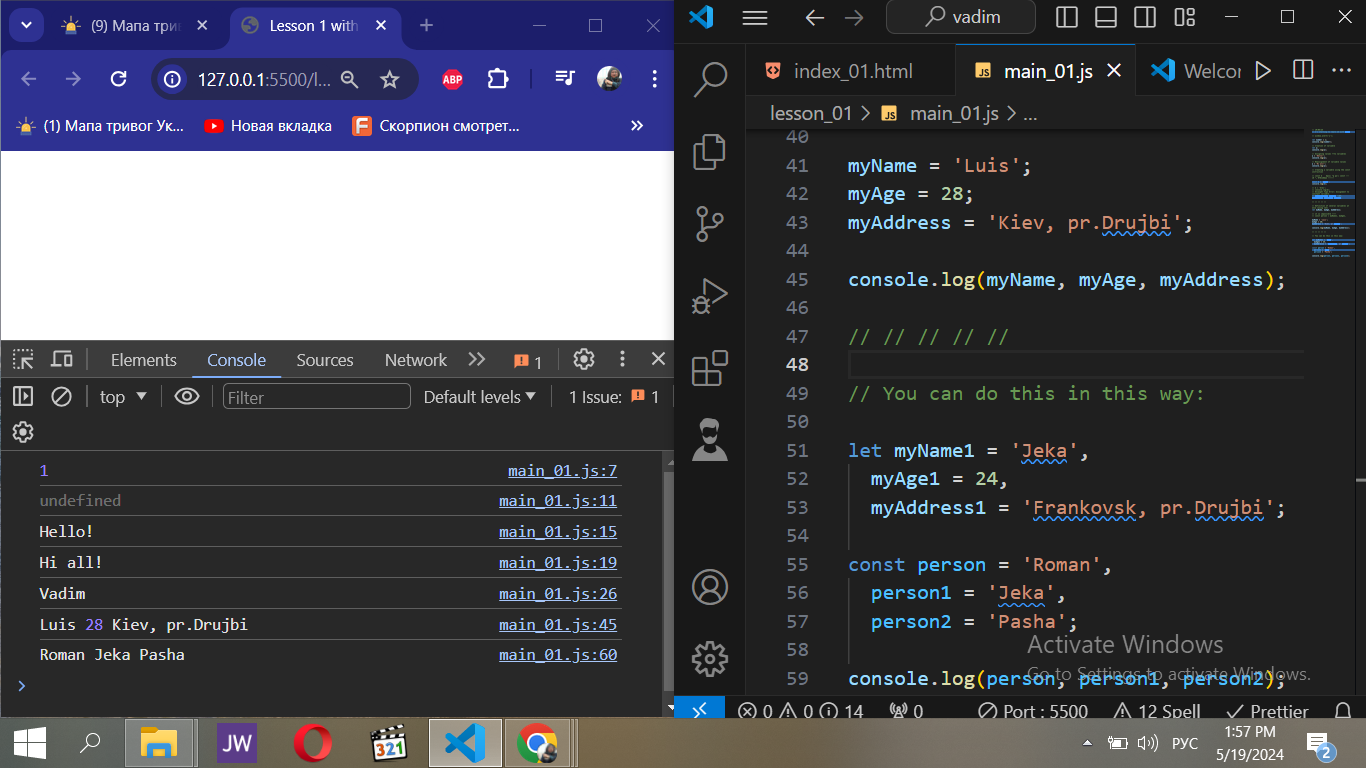 (9) Мапа три
Lesson 1 with
127.0.0.1:5500/l...
ABP
(1) Мапа тривог Ук...
Новая вкладка
Скорпион смотрет...
Elements Console Sources Network 1
top Filter Default levels 1 Issue: 1
1 main_01.js:7
undefined main_01.js:11
Hello! main_01.js:15
Hi all! main_01.js:19
Vadim main_01.js:26
Luis 28 Kiev, pr.Drujbi main_01.js:45
Roman Jeka Pasha main_01.js:60
vadim
index_01.html main_01.js Welcor
lesson_01 > JS main_01.js > ...
40
41 myName = 'Luis';
42 myAge = 28;
43 myAddress = 'Kiev, pr.Drujbi';
44
45 console.log(myName, myAge, myAddress);
46
47 // // // // //
48
49 // You can do this in this way:
50
51 let myName1 = 'Jeka',
52 myAge1 = 24,
53 myAddress1 = 'Frankovsk, pr.Drujbi';
54
55 const person = 'Roman',
56 person1 = 'Jeka',
57 person2 = 'Pasha';
58
59 console.log(person, person1, person2);
Activate Windows
Go to Settings to activate Windows.
0 0 14 0 Port : 5500 12 Spell Prettier
JW
321
РУС
1:57 PM
5/19/2024
2